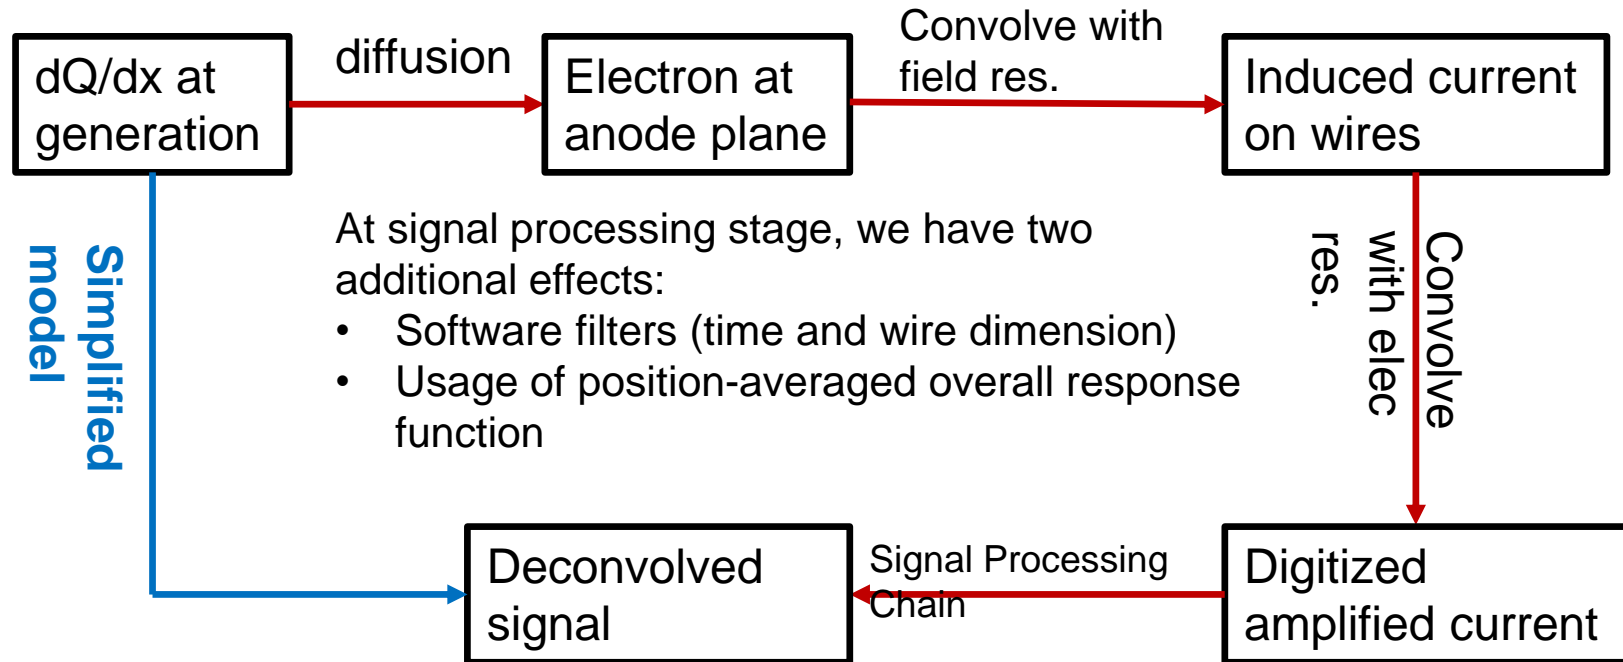 dQ/dx at
generation
diffusion
Electron at
anode plane
Convolve with
field res.
Induced current
on wires
Simplified
model
At signal processing stage, we have two
additional effects:
• Software filters (time and wire dimension)
• Usage of position-averaged overall response
function
Convolve
with elec
res.
Deconvolved
signal
Signal Processing
Chain
Digitized
amplified current